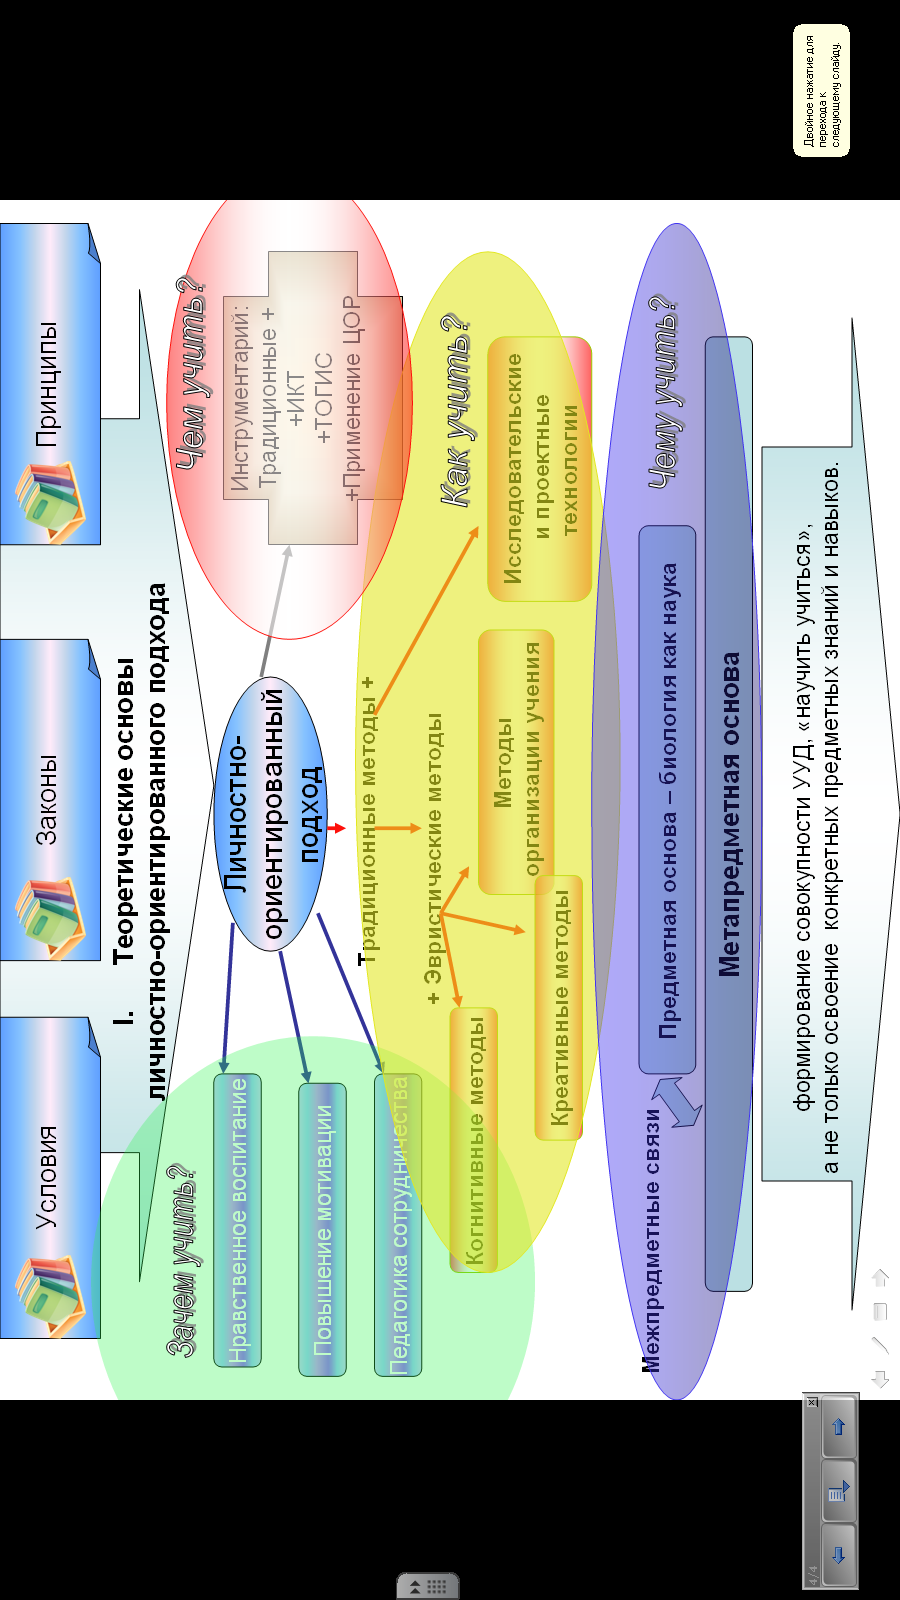 Условия
Законы
Принципы
I. Теоретические основы
личностно-ориентированного подхода
Зачем учить?
Нравственное воспитание
Повышение мотивации
Педагогика сотрудничества
Личностно-
ориентированный
подход
Чем учить?
Инструментарий:
Традиционные +
+ИКТ
+ТОГИС
+Применение ЦОР
Традиционные методы +
+ Эвристические методы
Как учить?
Когнитивные методы
Креативные методы
Методы
организации учения
Исследовательские
и проектные
технологии
Чему учить?
Межпредметные связи
Предметная основа – биология как наука
Метапредметная основа
формирование совокупности УУД, «научить учиться»,
а не только освоение конкретных предметных знаний и навыков.
Двойное нажатие для
перехода к
следующему слайду.
4/4